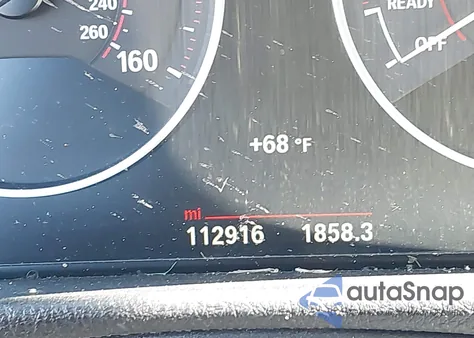 240
READY
260
160
OFF
+68 °F
mi
112916 1858.3
autoSnap